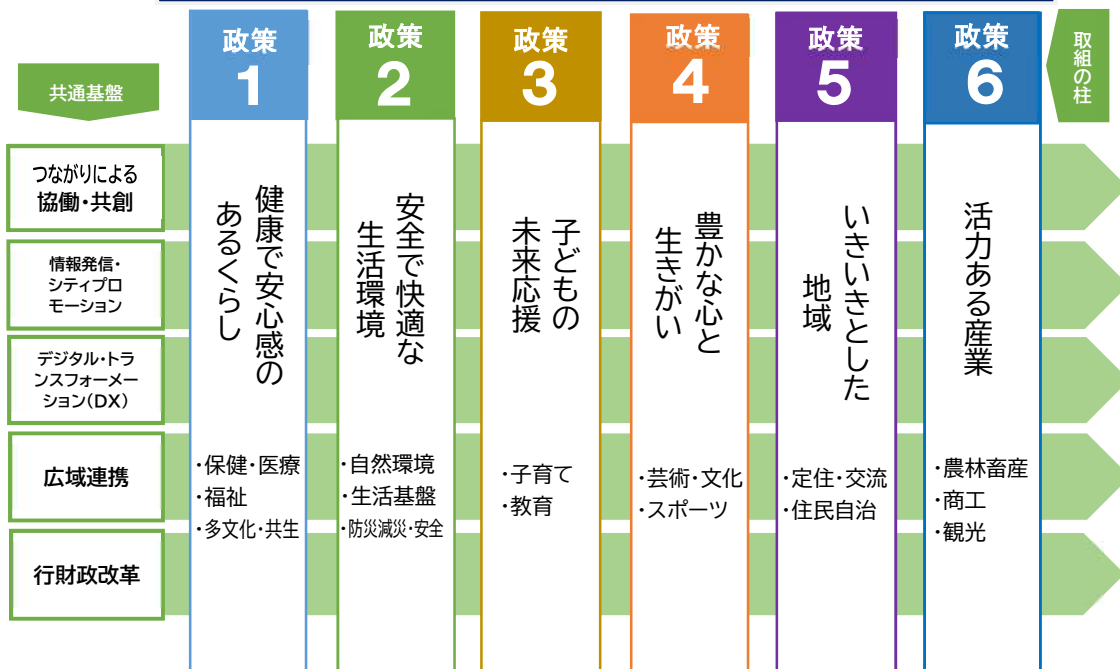 共通基盤
取組の柱
政策
1
政策
2
政策
3
政策
4
政策
5
政策
6
つながりによる
協働・共創
情報発信・
シティプロ
モーション
デジタル・トラ
ンスフォーメー
ション(DX)
広域連携
行財政改革
健康で安心感の
あるくらし
・保健・医療
・福祉
・多文化・共生
安全で快適な
生活環境
・自然環境
・生活基盤
・防災減災・安全
子どもの
未来応援
・子育て
・教育
豊かな心と
生きがい
・芸術・文化
・スポーツ
いきいきとした
地域
・定住・交流
・住民自治
活力ある産業
・農林畜産
・商工
・観光